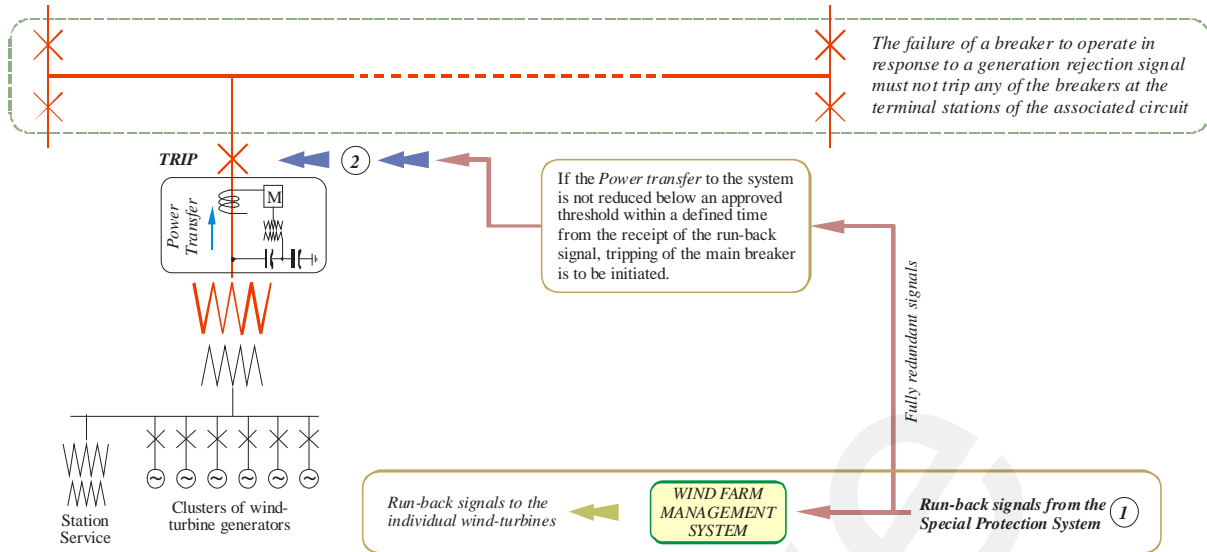 The failure of a breaker to operate in
response to a generation rejection signal
must not trip any of the breakers at the
terminal stations of the associated circuit
TRIP
2
Power
Transfer
M
If the Power transfer to the system
is not reduced below an approved
threshold within a defined time
from the receipt of the run-back
signal, tripping of the main breaker
is to be initiated.
Fully redundant signals
Station
Service
Clusters of wind-
turbine generators
Run-back signals to the
individual wind-turbines
WIND FARM
MANAGEMENT
SYSTEM
Run-back signals from the
Special Protection System
1